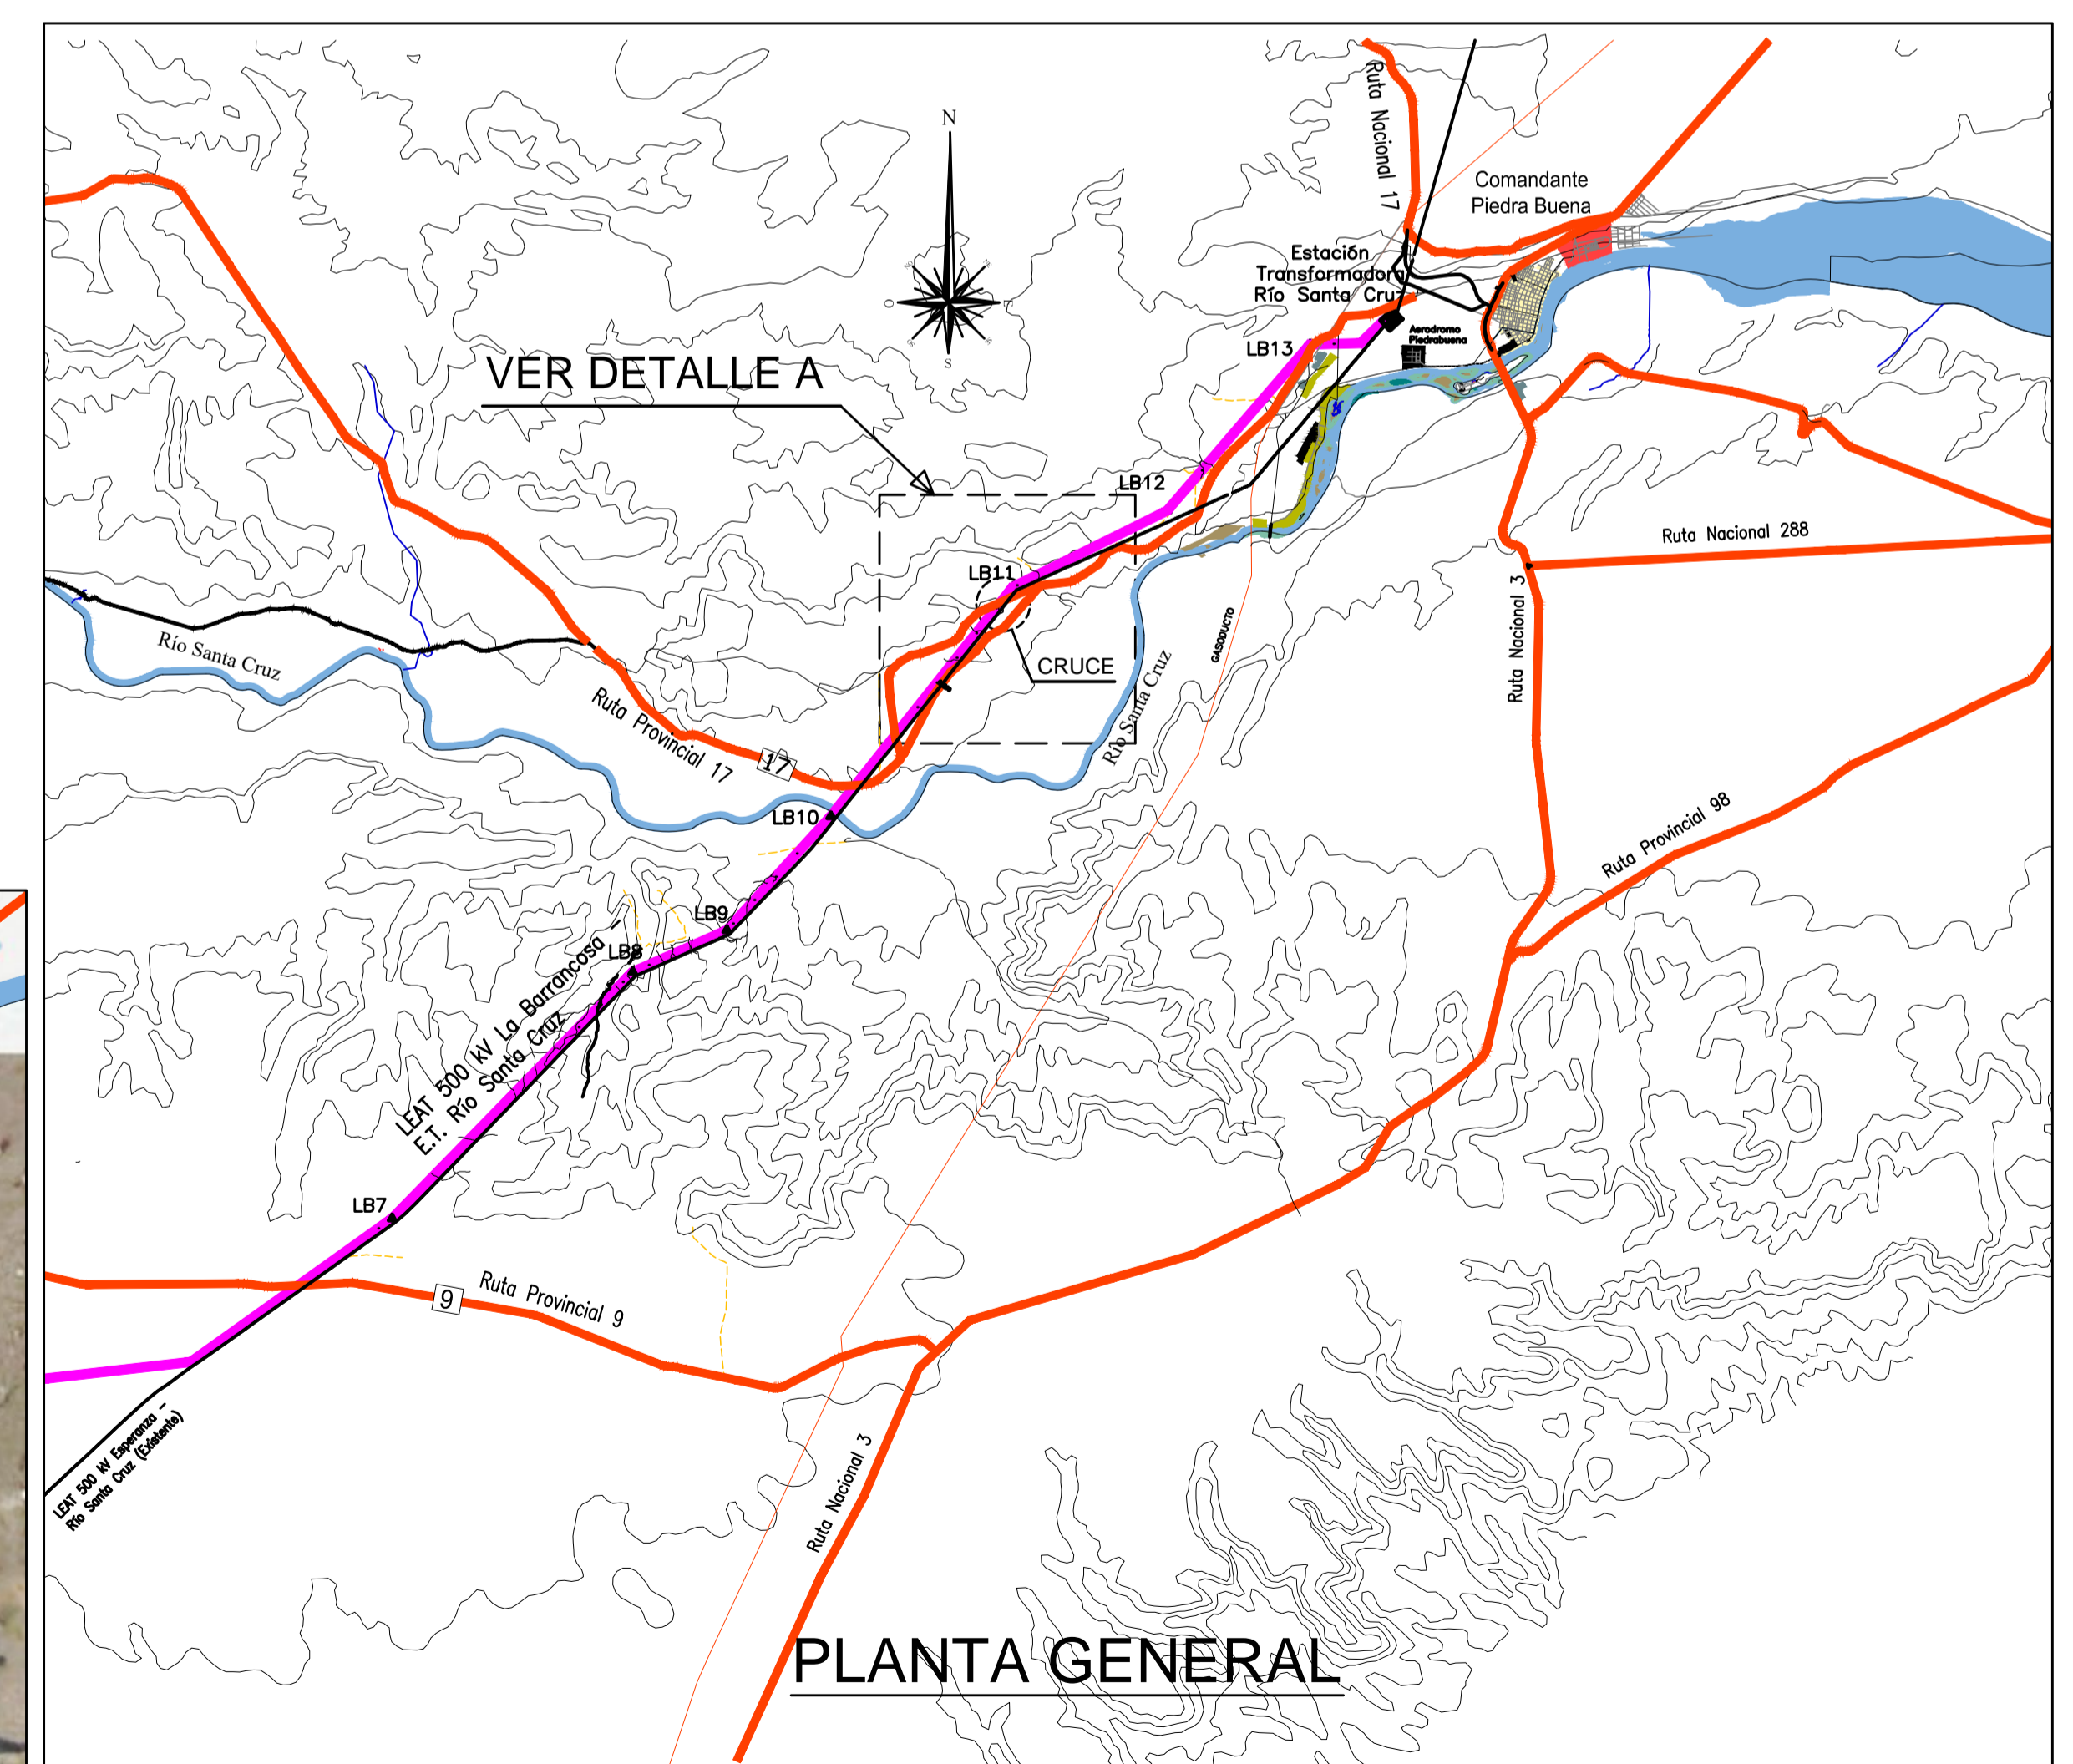 Ruta Nacional 17
N
Comandante
Piedra Buena
Estación
Transformadora
Río Santa Cruz
O
E
S
Aerodromo
Piedrabuena
LB13
VER DETALLE A
LB12
Ruta Nacional 288
LB11
Ruta Nacional 3
GASODUCTO
Río Santa Cruz
CRUCE
Río Santa Cruz
Ruta Provincial 17
17
LB10
Ruta Provincial 98
LB9
LB8
LEAT 500 kV La Barrancosa –
E.T. Río Santa Cruz
LB7
Ruta Provincial 9
9
LEAT 500 kV Esperanza –
Río Santa Cruz (Existente)
Ruta Nacional 3
PLANTA GENERAL